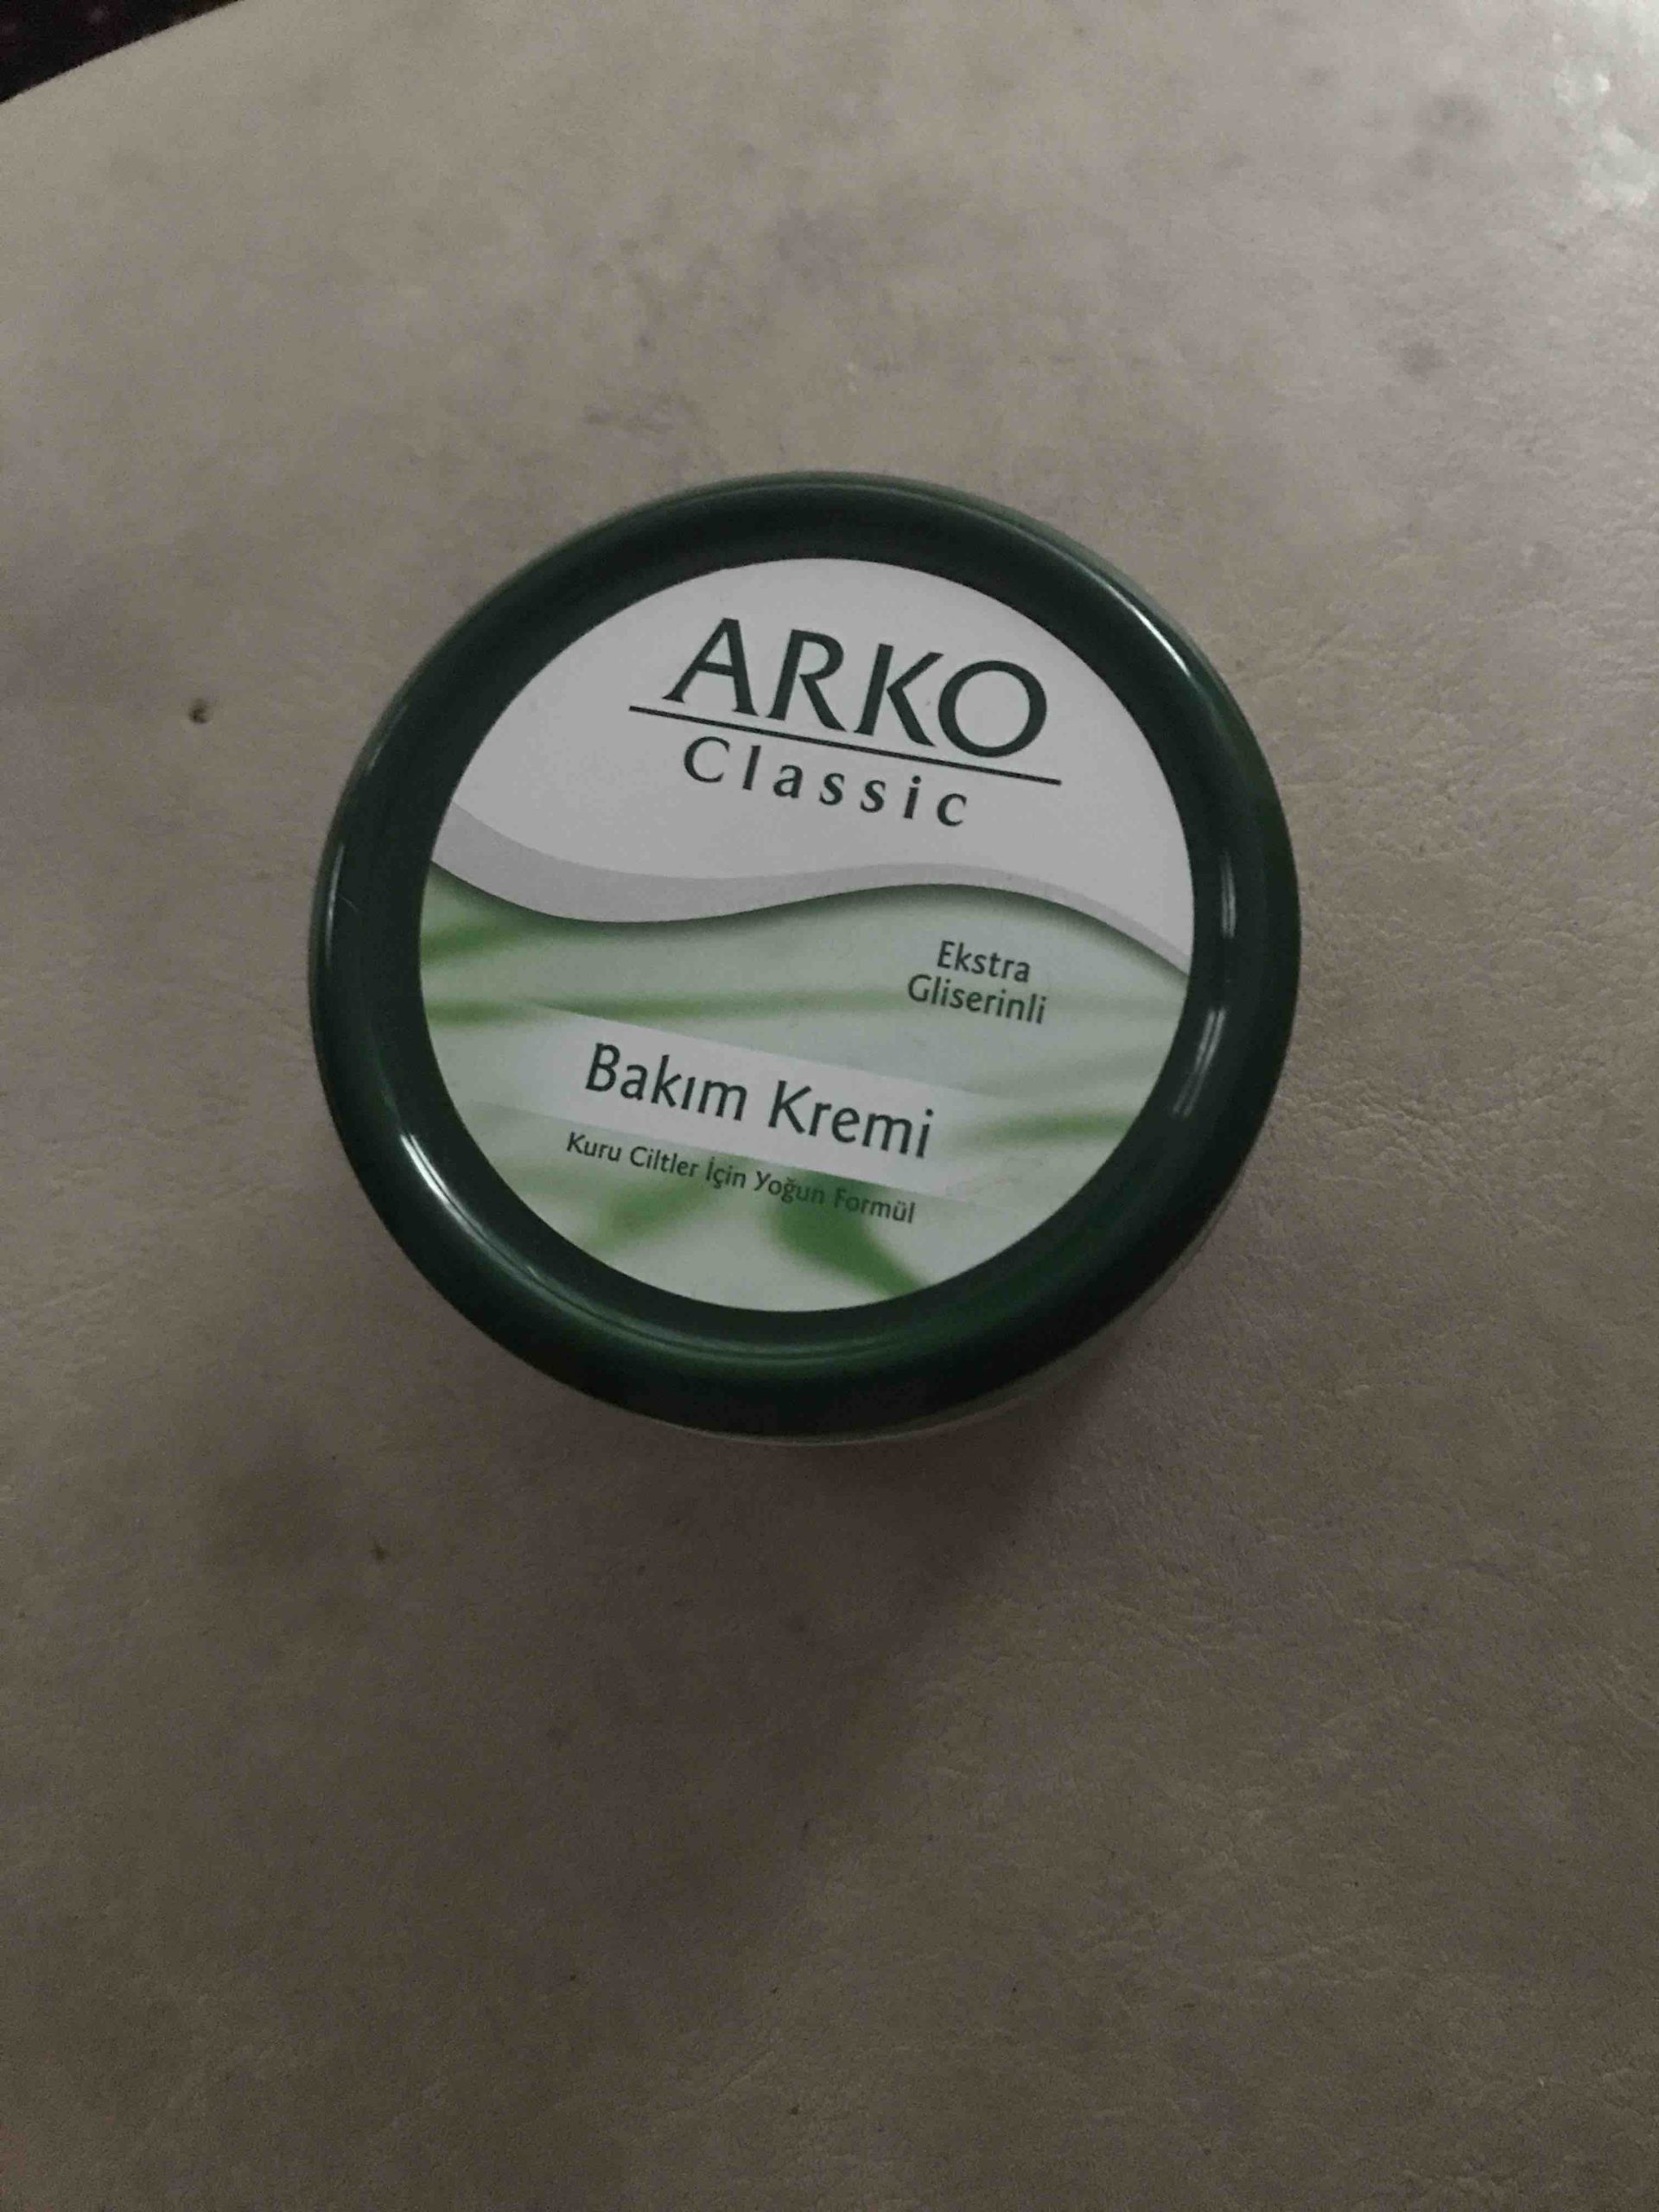 ARKO
Classic
Ekstra
Gliserinli
Bakım Kremi
Kuru Ciltler İçin Yoğun Formül